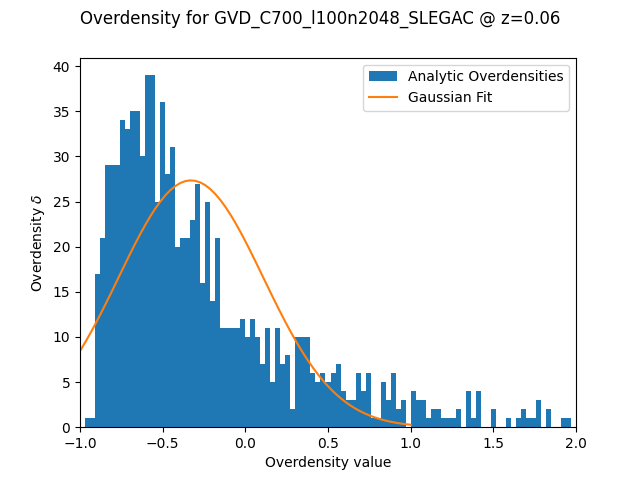 Overdensity for GVD_C700_l100n2048_SLEGAC @ z=0.06
Analytic Overdensities
Gaussian Fit
Overdensity δ
40
35
30
25
20
15
10
5
0
−1.0 −0.5 0.0 0.5 1.0 1.5 2.0
Overdensity value